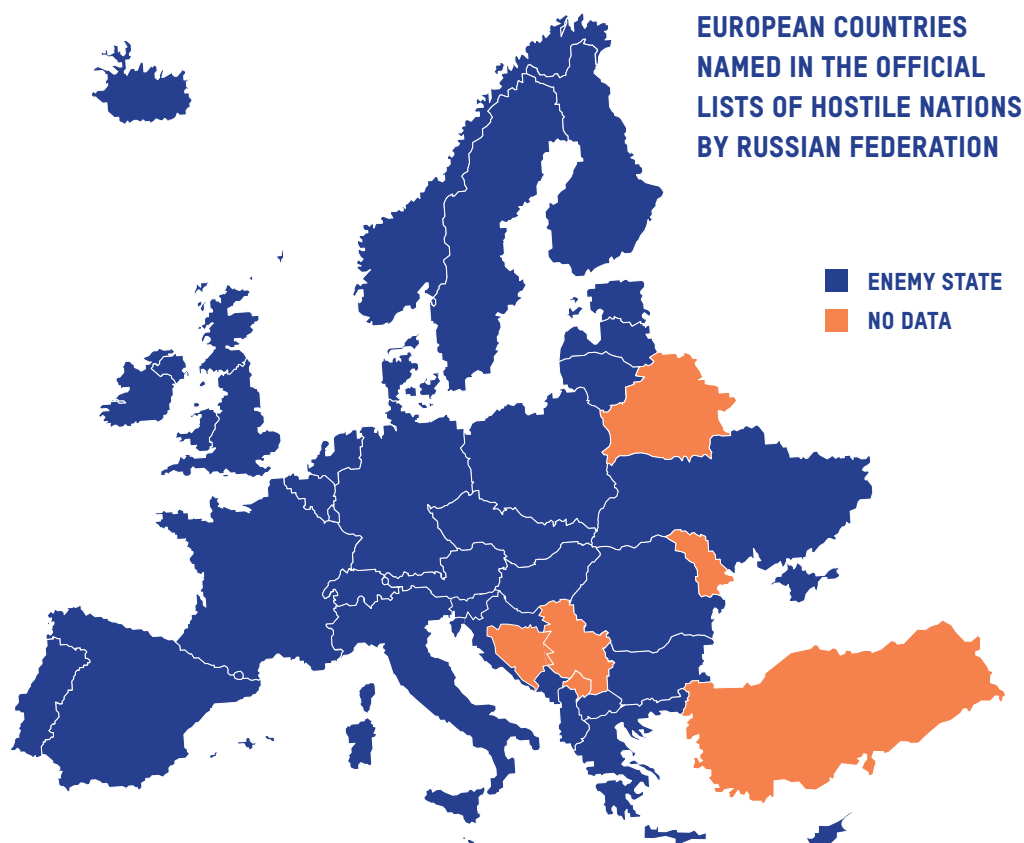 EUROPEAN COUNTRIES
NAMED IN THE OFFICIAL
LISTS OF HOSTILE NATIONS
BY RUSSIAN FEDERATION
ENEMY STATE
NO DATA